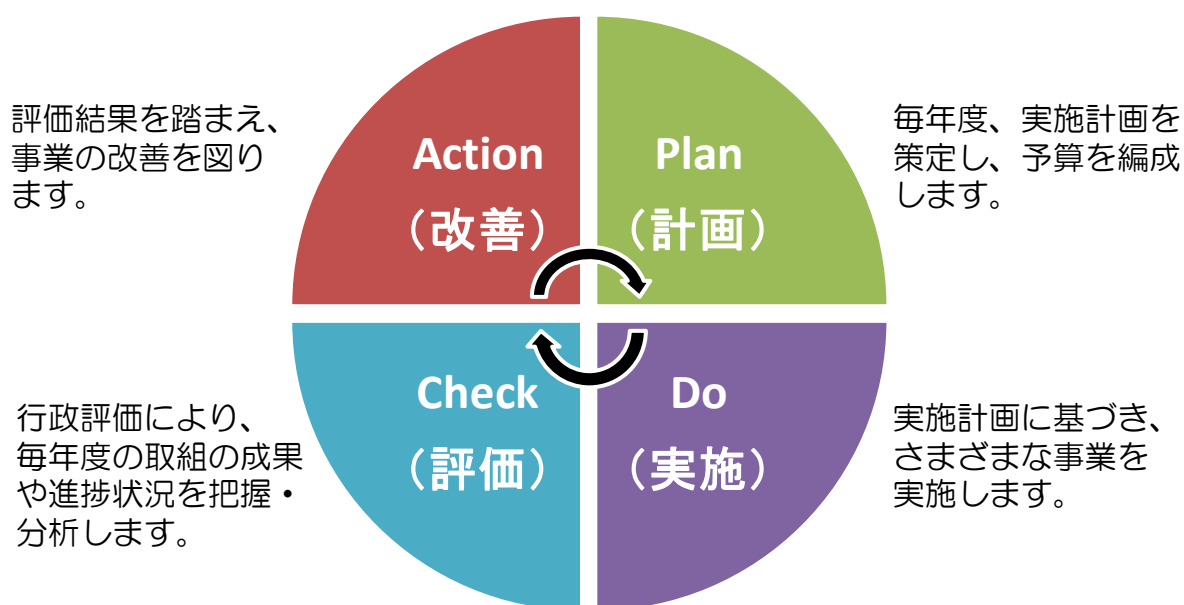 評価結果を踏まえ、
事業の改善を図り
ます。
Action
（改善）
Plan
（計画）
毎年度、実施計画を
策定し、予算を編成
します。
行政評価により、
毎年度の取組の成果
や進捗状況を把握・
分析します。
Check
（評価）
Do
（実施）
実施計画に基づき、
さまざまな事業を
実施します。